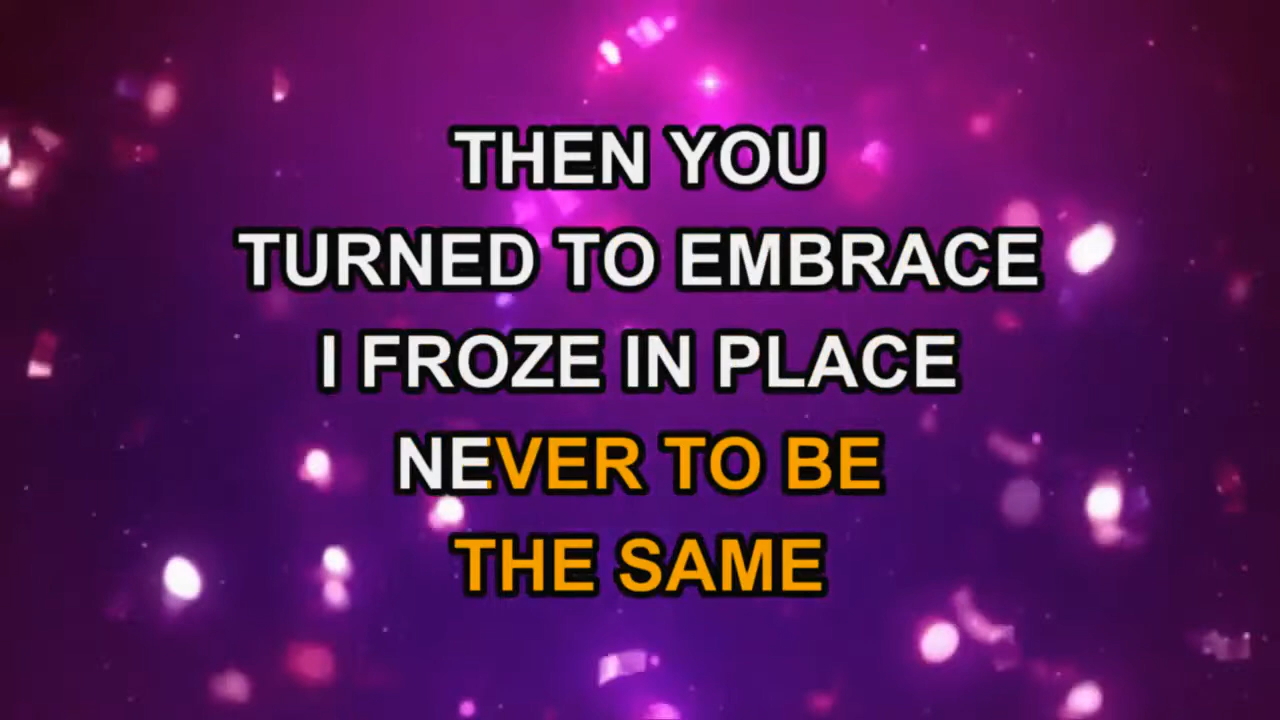 THEN YOU
TURNED TO EMBRACE
I FROZE IN PLACE
NEVER TO BE
THE SAME